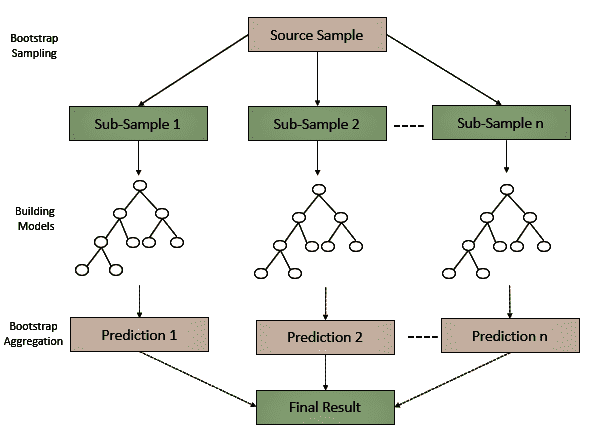 Bootstrap
Sampling
Source Sample
Sub-Sample 1
Sub-Sample 2
Sub-Sample n
Building
Models
Bootstrap
Aggregation
Prediction 1
Prediction 2
Prediction n
Final Result